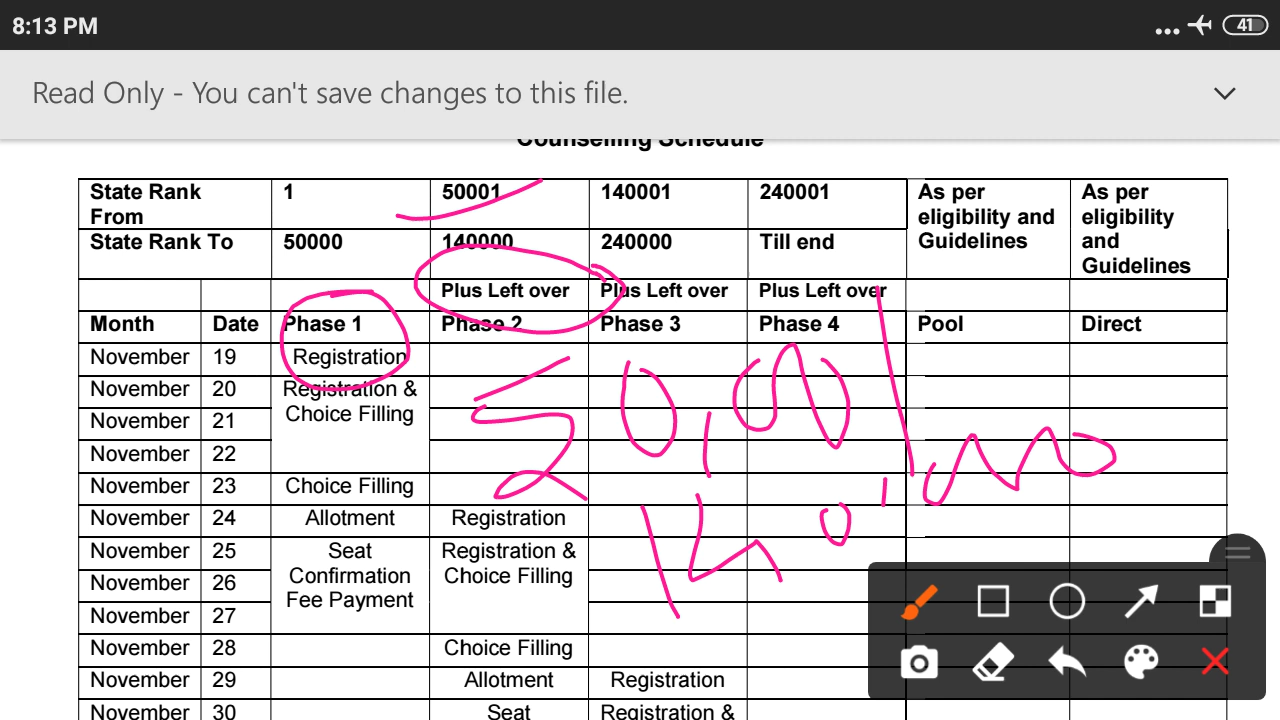 8:13 PM 41
Read Only - You can't save changes to this file.
Counselling Schedule
State Rank From 1 50001 140001 240001 As per eligibility and Guidelines As per eligibility and Guidelines
State Rank To 50000 140000 240000 Till end
Plus Left over Plus Left over Plus Left over
Month Date Phase 1 Phase 2 Phase 3 Phase 4 Pool Direct
November 19 Registration
November 20 Registration &
November 21 Choice Filling
November 22
November 23 Choice Filling
November 24 Allotment Registration
November 25 Seat Registration &
November 26 Confirmation Choice Filling
November 27 Fee Payment
November 28 Choice Filling
November 29 Allotment Registration
November 30 Seat Registration &
50,001
140,000